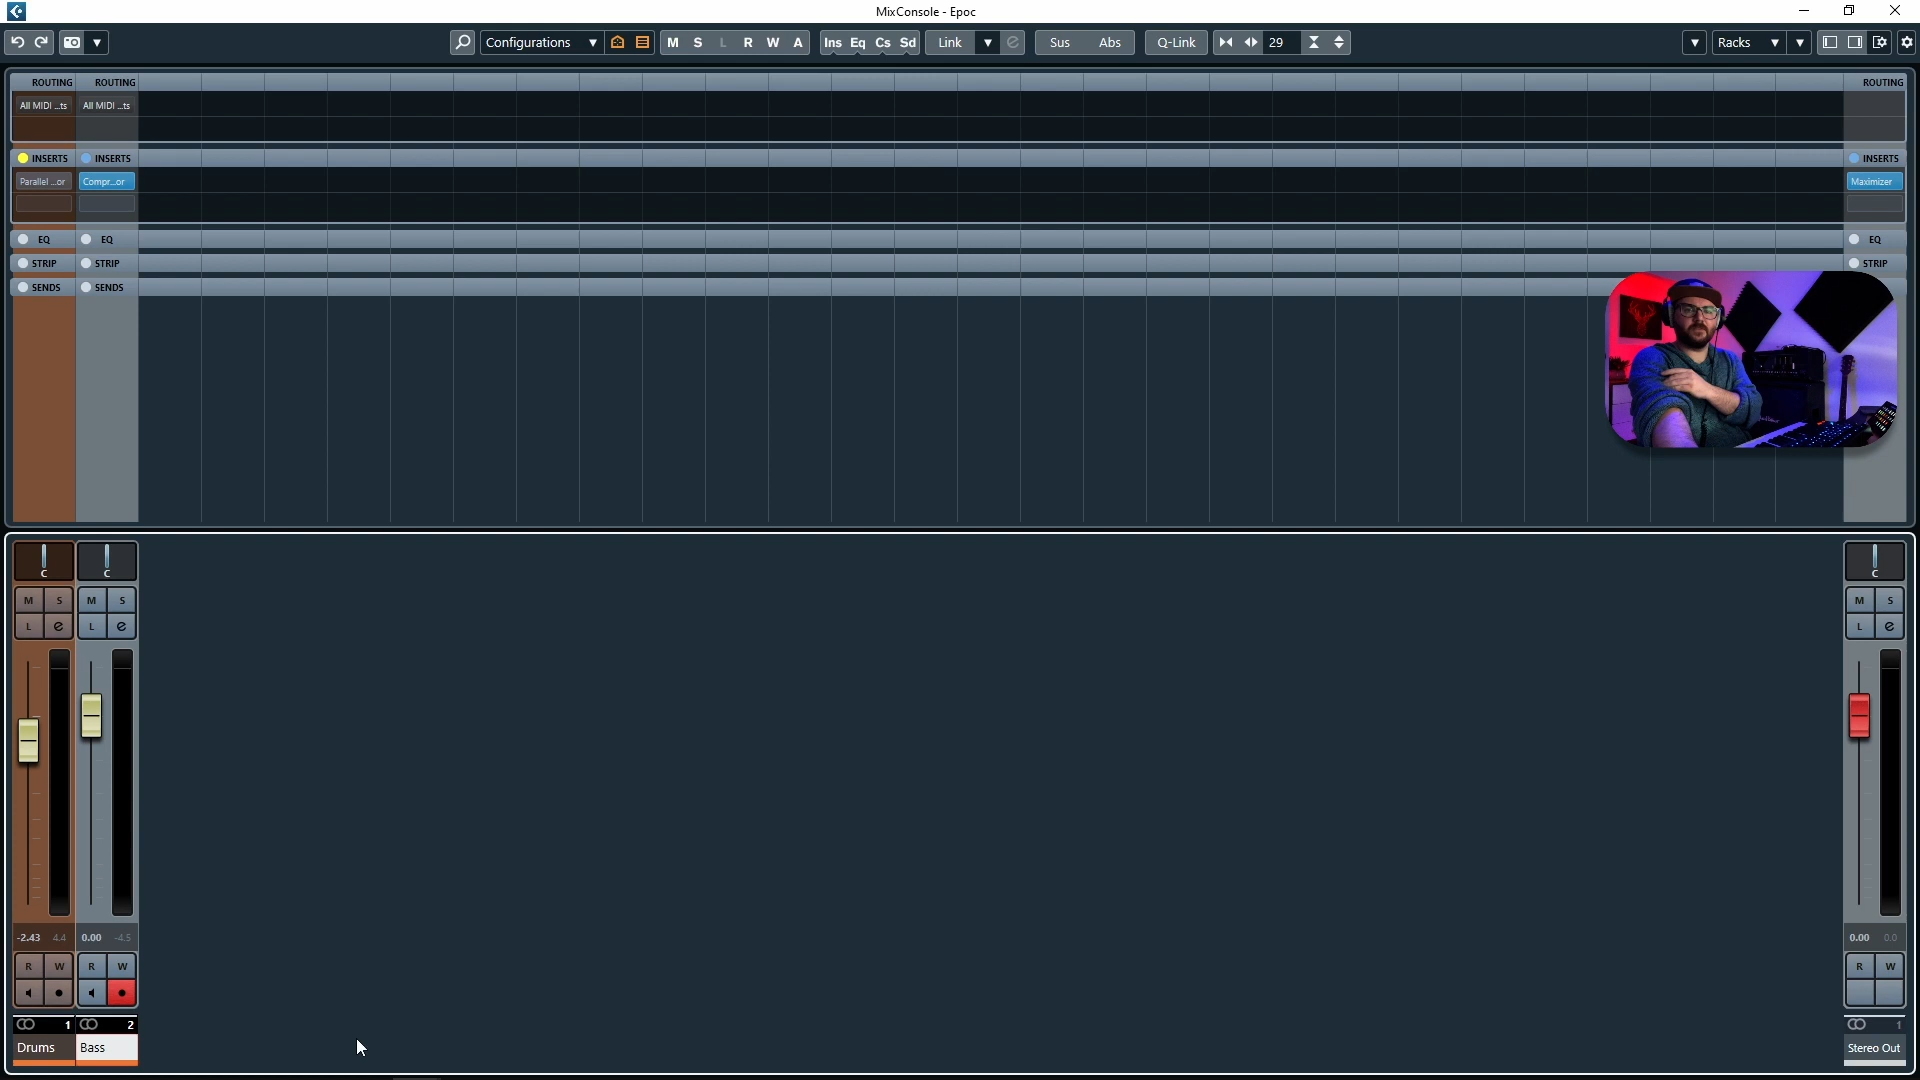 MixConsole - Epoc
Configurations M S L R W A Ins Eq Cs Sd Link e Sus Abs Q-Link 29 Racks
ROUTING ROUTING ROUTING
All MIDI ...ts All MIDI ...ts
INSERTS INSERTS INSERTS
Parallel ...or Compr...or Maximizer
EQ EQ EQ
STRIP STRIP STRIP
SENDS SENDS
C C C
M S M S M S
L e L e L e
-2.43 4.4 0.00 -4.5 0.00 0.0
R W R W R W
1 2 1
Drums Bass Stereo Out